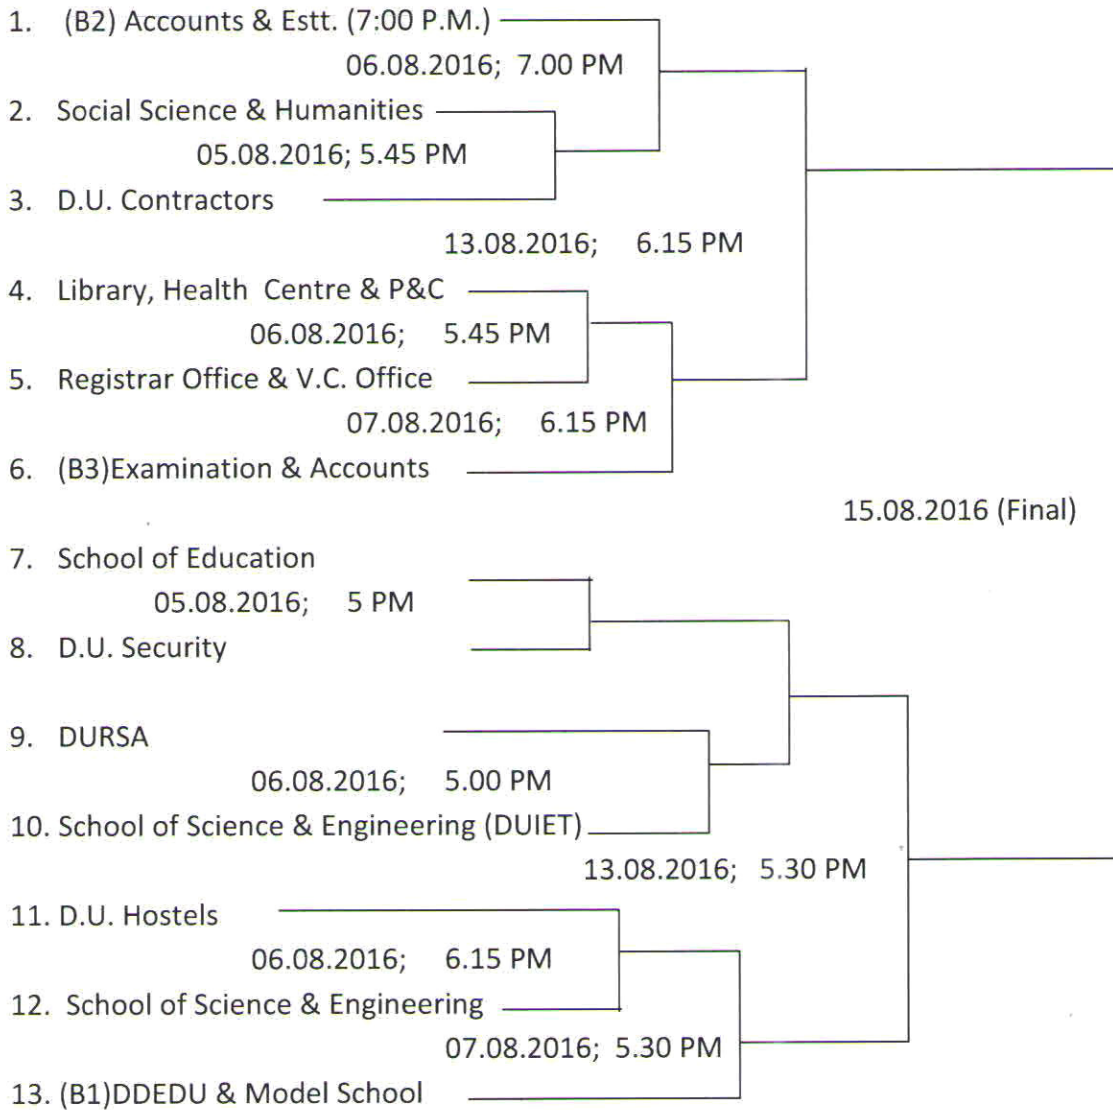 1. (B2) Accounts & Estt. (7:00 P.M.)
06.08.2016; 7.00 PM
2. Social Science & Humanities
05.08.2016; 5.45 PM
3. D.U. Contractors
13.08.2016; 6.15 PM
4. Library, Health Centre & P&C
06.08.2016; 5.45 PM
5. Registrar Office & V.C. Office
07.08.2016; 6.15 PM
6. (B3)Examination & Accounts
15.08.2016 (Final)
7. School of Education
05.08.2016; 5 PM
8. D.U. Security
9. DURSA
06.08.2016; 5.00 PM
10. School of Science & Engineering (DUIET)
13.08.2016; 5.30 PM
11. D.U. Hostels
06.08.2016; 6.15 PM
12. School of Science & Engineering
07.08.2016; 5.30 PM
13. (B1)DDEDU & Model School